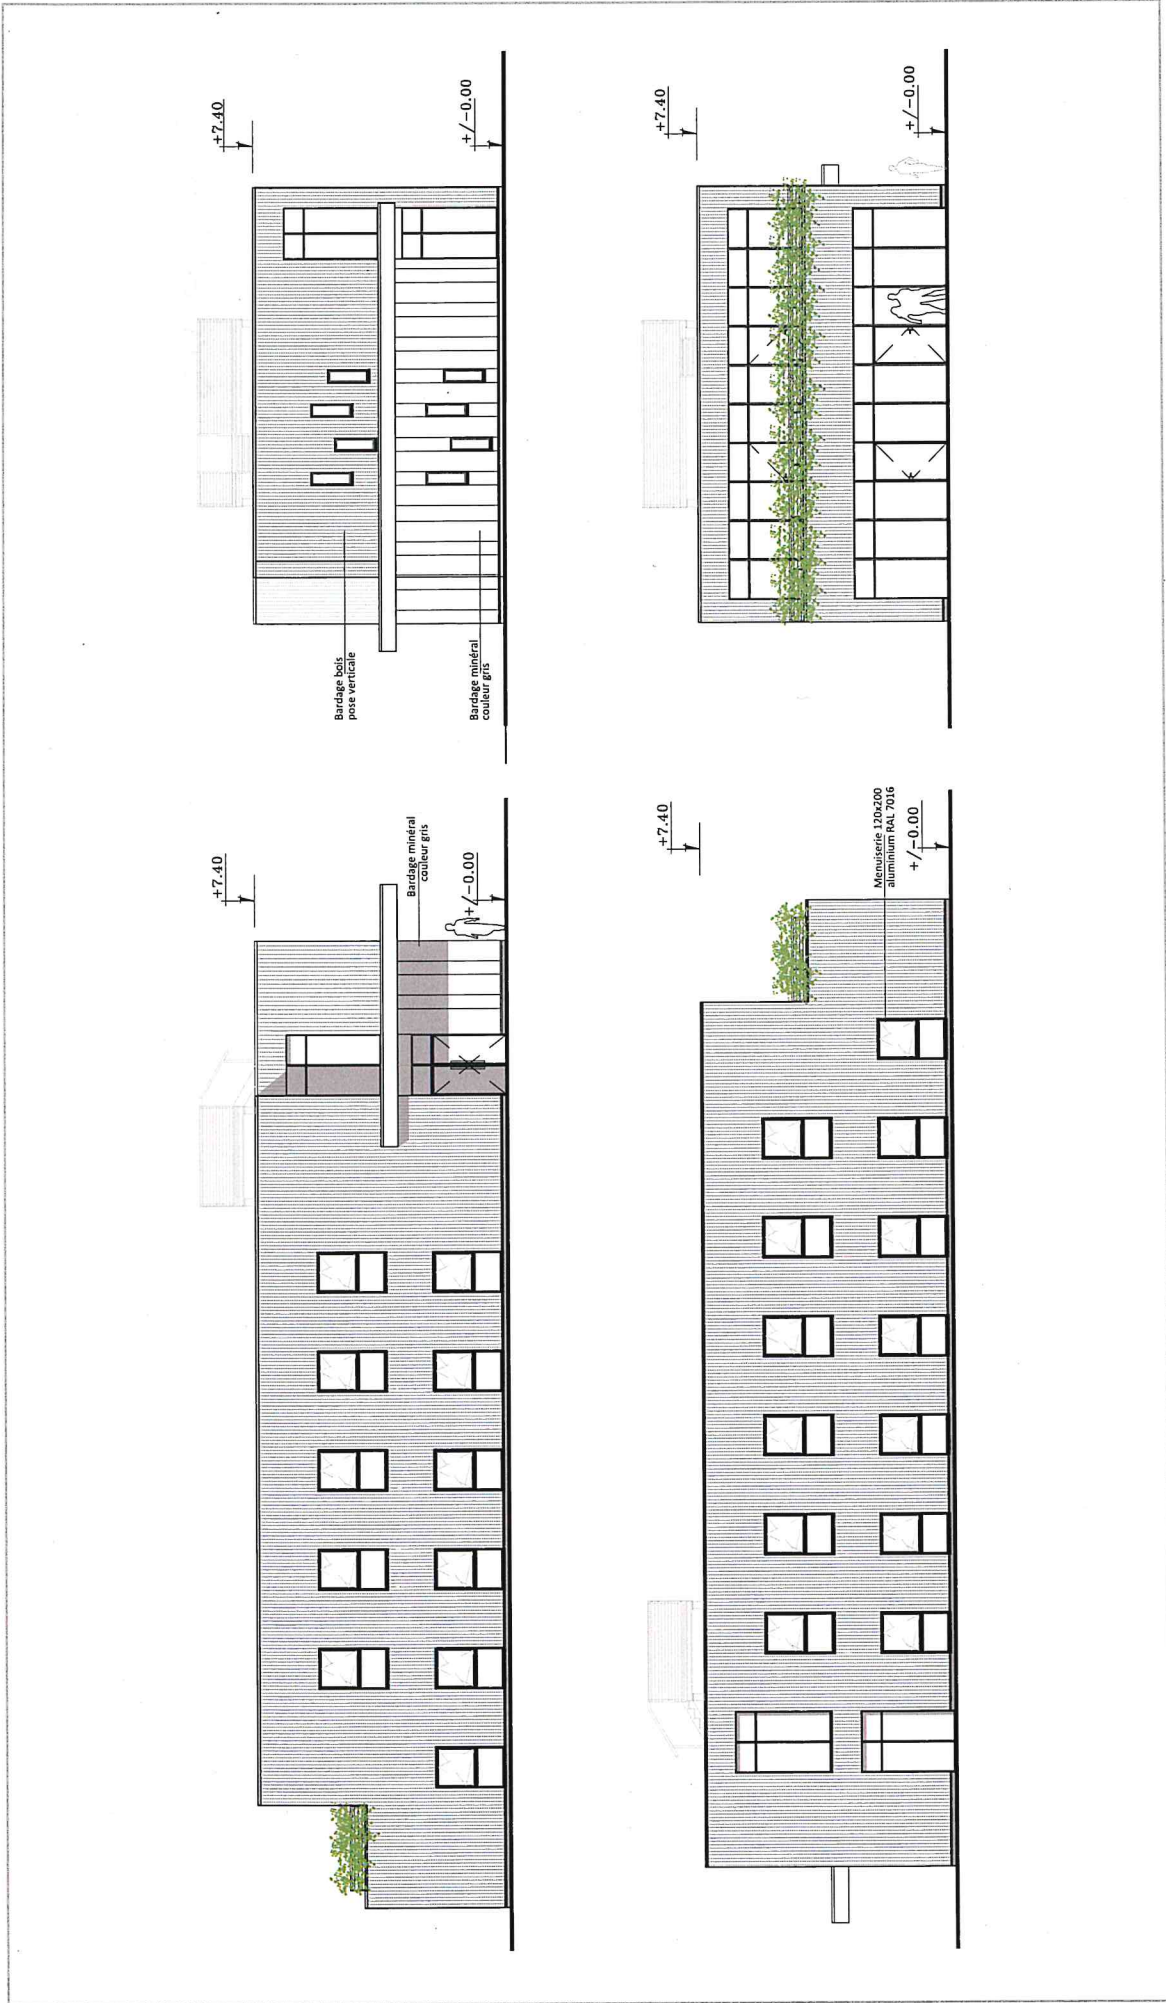 +7.40
Bardage minéral
couleur gris
+/-0.00
+7.40
Bardage bois
pose verticale
Bardage minéral
couleur gris
+/-0.00
+7.40
Menuiserie 120x200
aluminium RAL 7016
+/-0.00
+7.40
+/-0.00